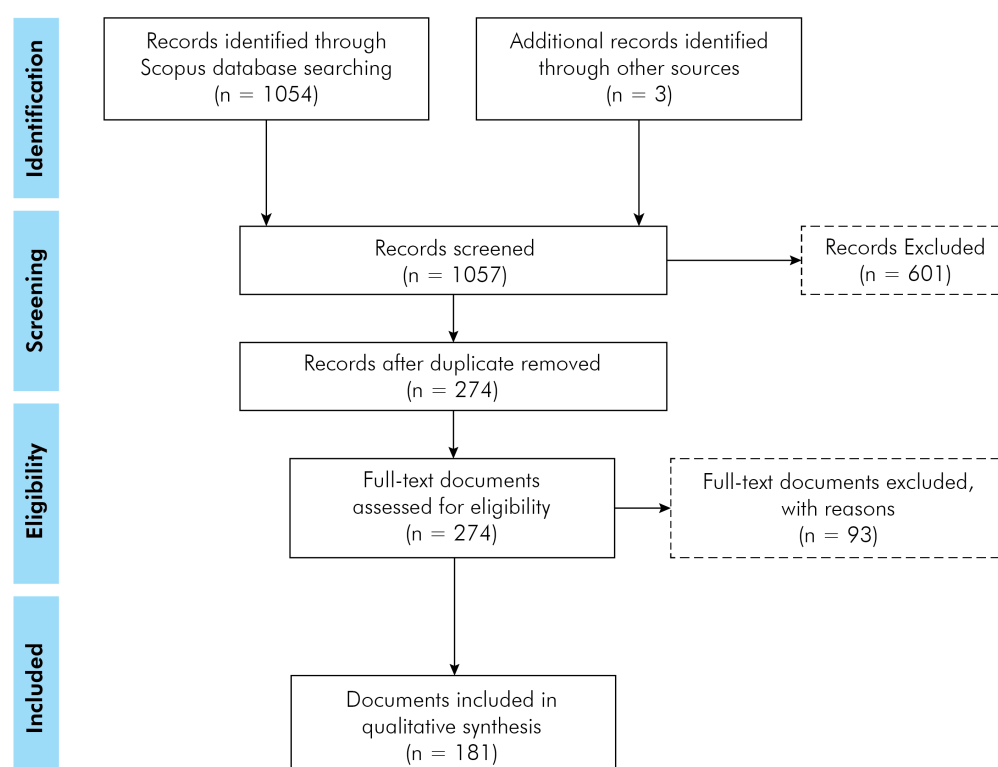 Identification
Records identified through
Scopus database searching
(n = 1054)
Additional records identified
through other sources
(n = 3)
Screening
Records screened
(n = 1057)
Records Excluded
(n = 601)
Records after duplicate removed
(n = 274)
Eligibility
Full-text documents
assessed for eligibility
(n = 274)
Full-text documents excluded,
with reasons
(n = 93)
Included
Documents included in
qualitative synthesis
(n = 181)